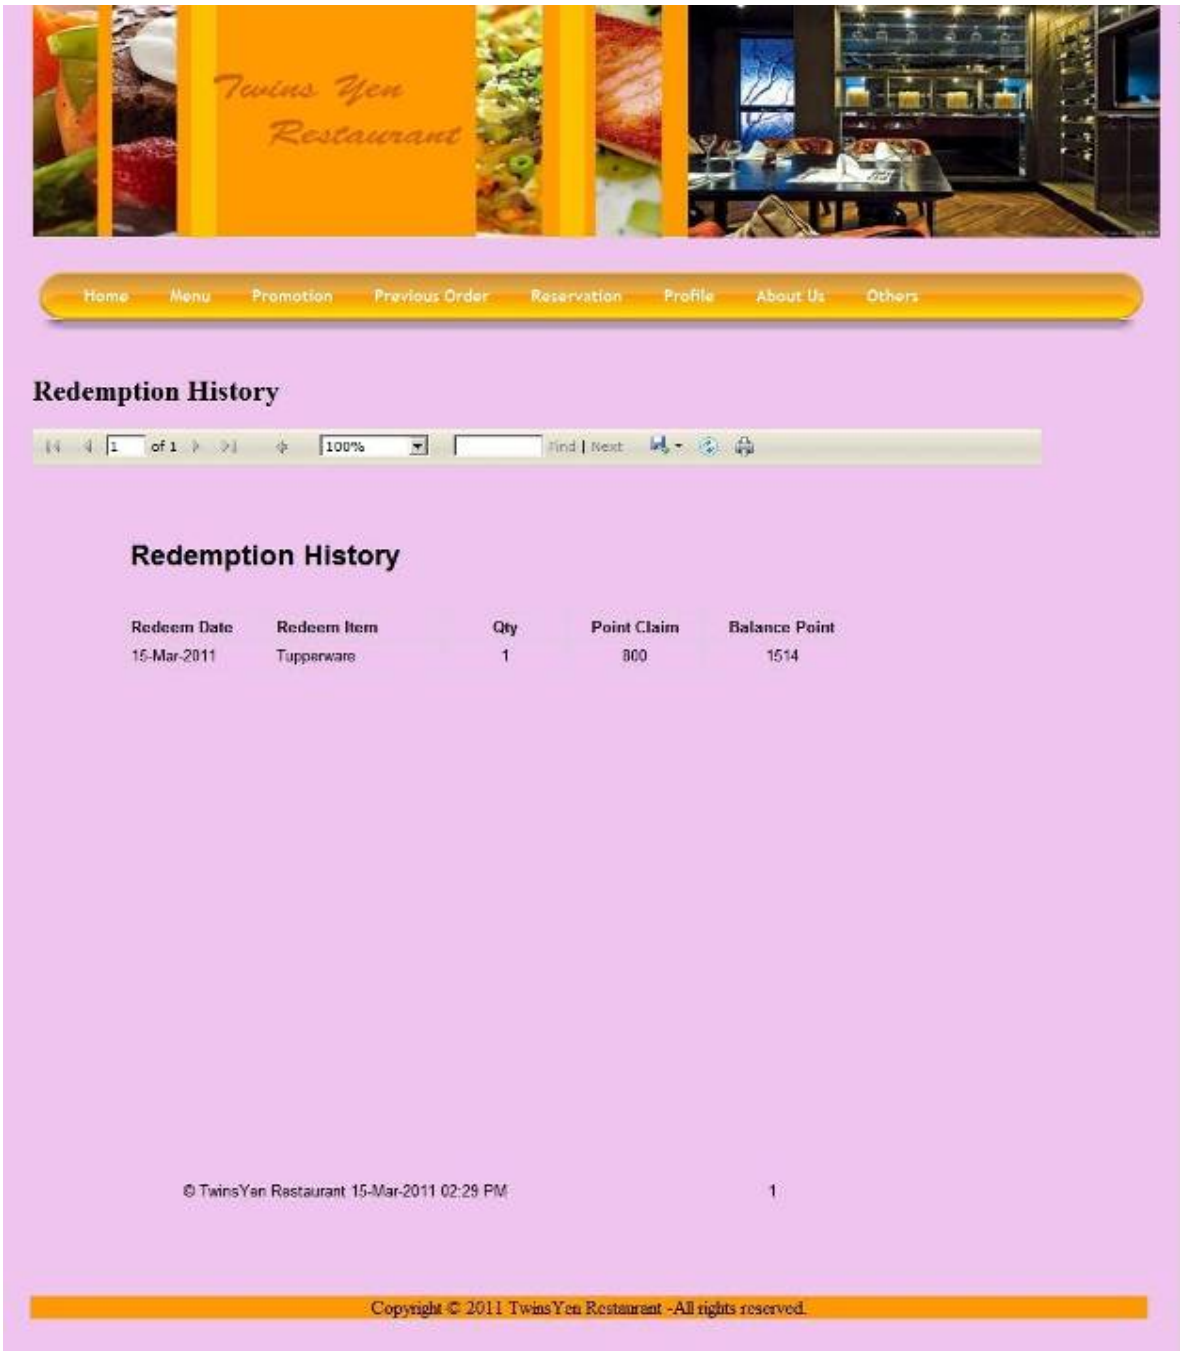 Twins Yen
Restaurant
Home Menu Promotion Previous Order Reservation Profile About Us Others
Redemption History
1 of 1 100% Find | Next
Redemption History
Redeem Date Redeem Item Qty Point Claim Balance Point
15-Mar-2011 Tupperware 1 800 1514
© TwinsYen Restaurant 15-Mar-2011 02:29 PM 1
Copyright © 2011 TwinsYen Restaurant -All rights reserved.